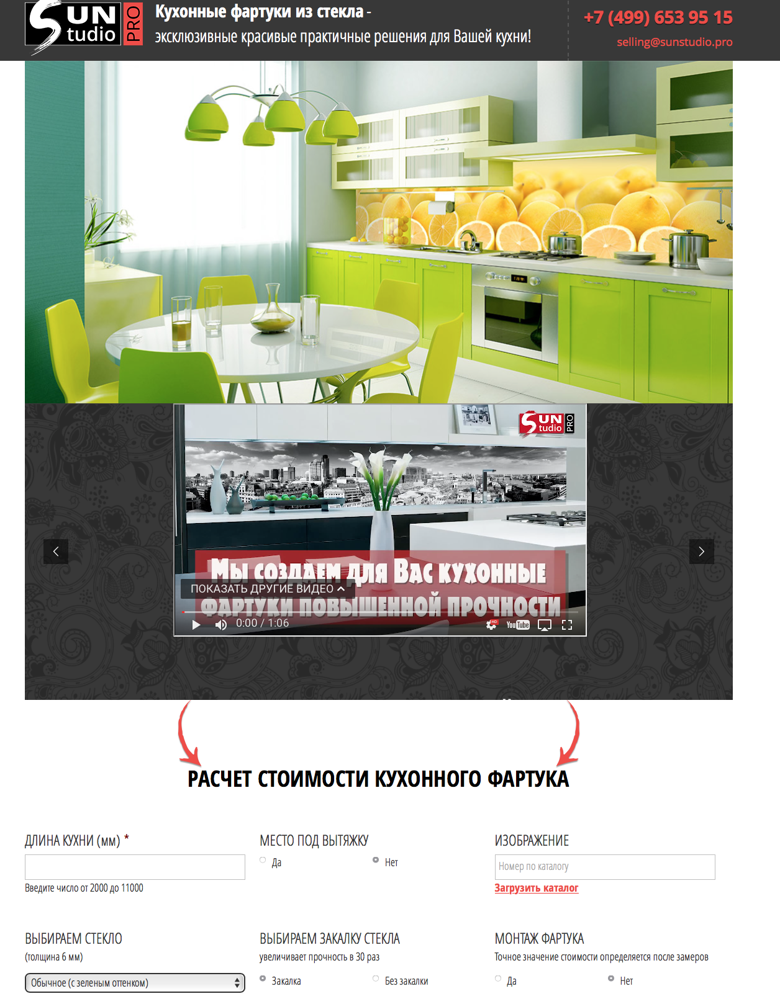 SUN
tudio
PRO
Кухонные фартуки из стекла -
эксклюзивные красивые практичные решения для Вашей кухни!
+7 (499) 653 95 15
selling@sunstudio.pro
SUN
tudio
PRO
Мы создаем для Вас кухонные
ПОКАЗАТЬ ДРУГИЕ ВИДЕО
фартуки повышенной прочности
0:00 / 1:06
HD
YouTube
РАСЧЕТ СТОИМОСТИ КУХОННОГО ФАРТУКА
ДЛИНА КУХНИ (мм) *
Введите число от 2000 до 11000
МЕСТО ПОД ВЫТЯЖКУ
Да
Нет
ИЗОБРАЖЕНИЕ
Номер по каталогу
Загрузить каталог
ВЫБИРАЕМ СТЕКЛО
(толщина 6 мм)
Обычное (с зеленым оттенком)
ВЫБИРАЕМ ЗАКАЛКУ СТЕКЛА
увеличивает прочность в 30 раз
Закалка
Без закалки
МОНТАЖ ФАРТУКА
Точное значение стоимости определяется после замеров
Да
Нет